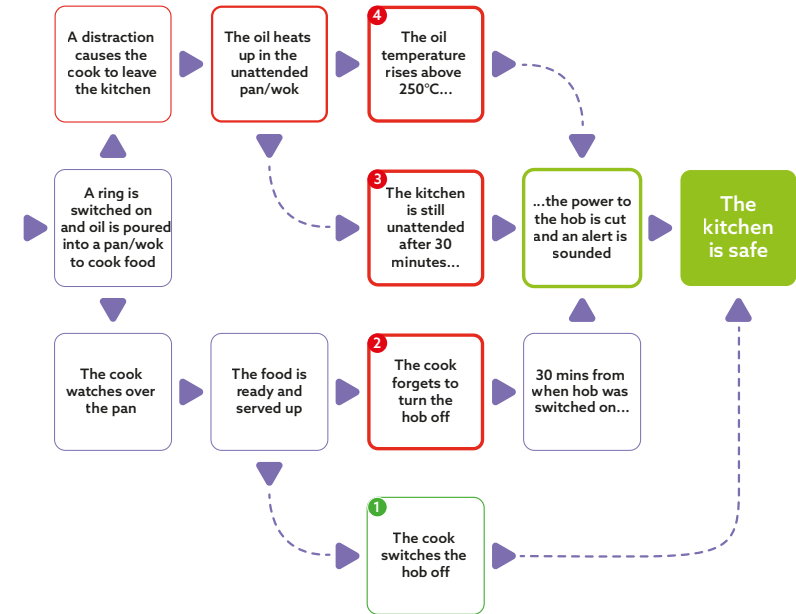 A distraction
causes the
cook to leave
the kitchen
The oil heats
up in the
unattended
pan/wok
4
The oil
temperature
rises above
250°C...
A ring is
switched on
and oil is poured
into a pan/wok
to cook food
3
The kitchen
is still
unattended
after 30
minutes...
...the power to
the hob is cut
and an alert is
sounded
The
kitchen
is safe
The cook
watches over
the pan
The food is
ready and
served up
2
The cook
forgets to
turn the
hob off
30 mins from
when hob was
switched on...
1
The cook
switches the
hob off